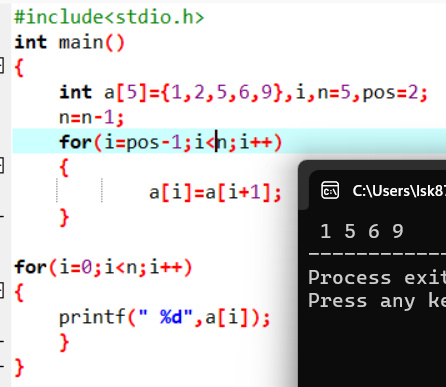 #include<stdio.h>
int main()
{
int a[5]={1,2,5,6,9},i,n=5,pos=2;
n=n-1;
for(i=pos-1;i<n;i++)
{
a[i]=a[i+1];
}
for(i=0;i<n;i++)
{
printf(" %d",a[i]);
}
}
C:\Users\lsk87
1 5 6 9
--------------
Process exit
Press any ke